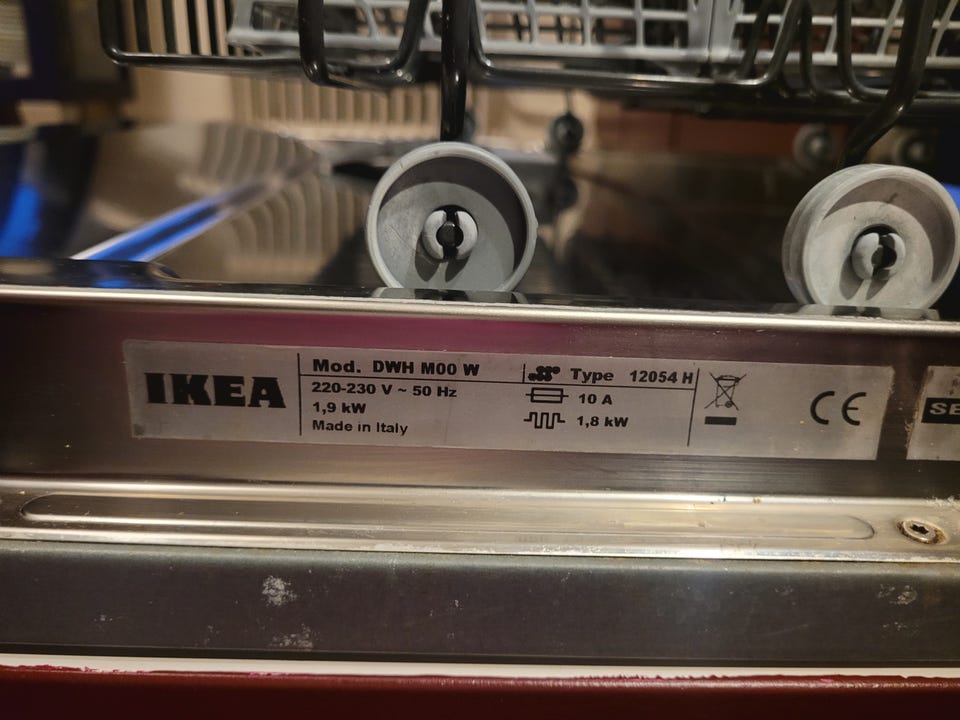 IKEA
Mod. DWH M00 W
Type 12054 H
220-230 V ~ 50 Hz
10 A
1,9 kW
1,8 kW
Made in Italy
CE
SE